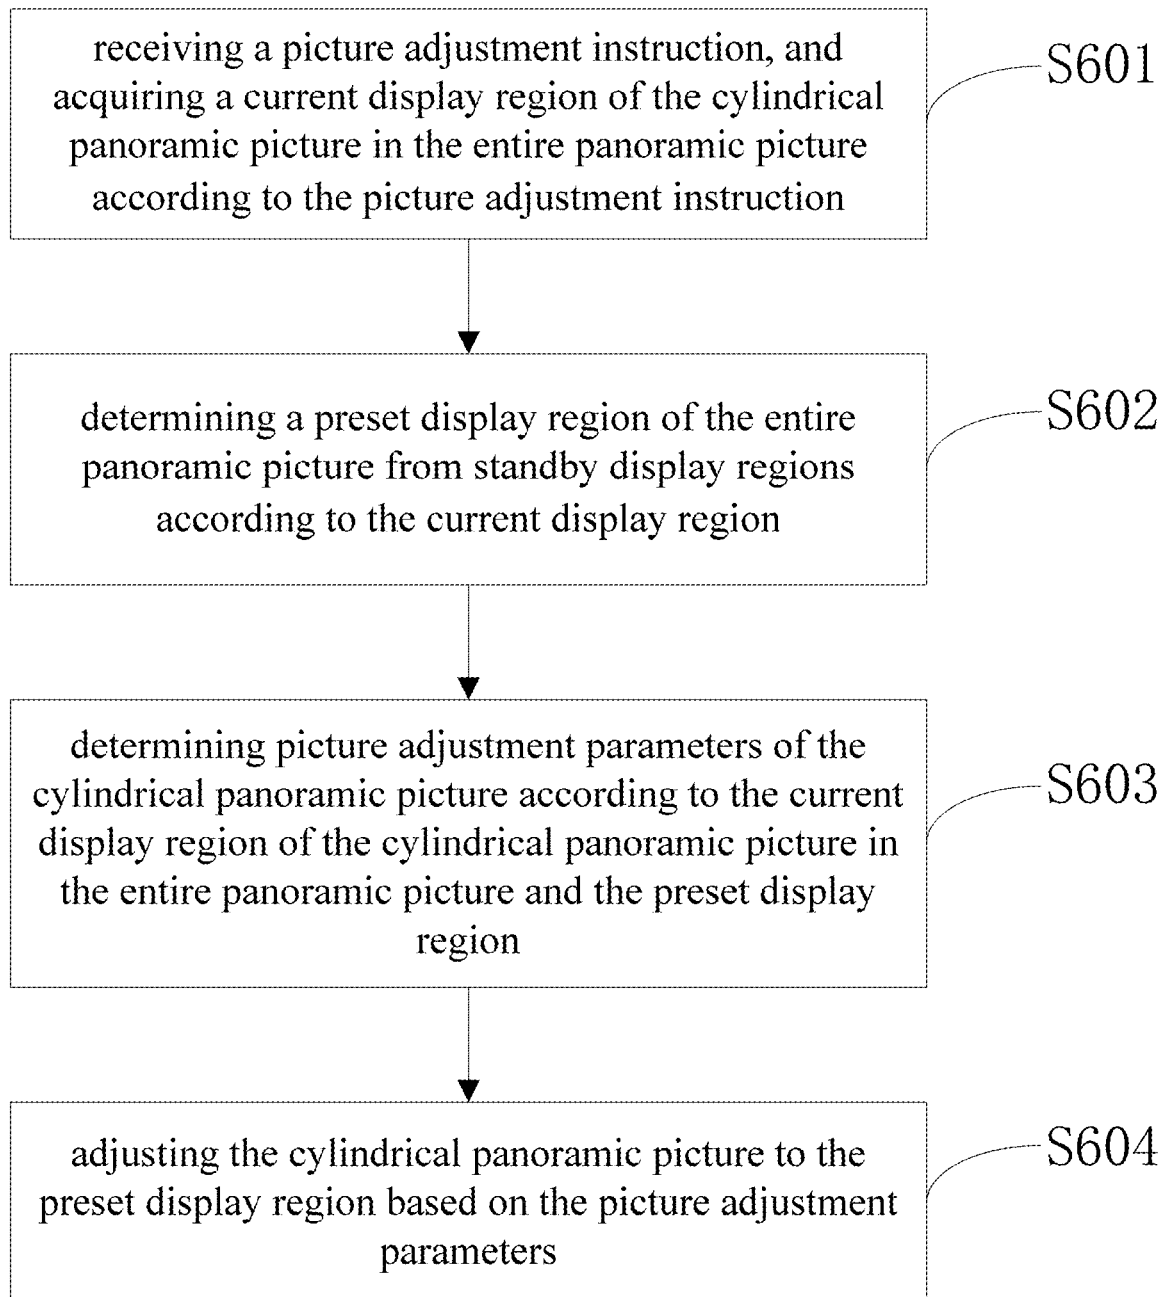 receiving a picture adjustment instruction, and
acquiring a current display region of the cylindrical
panoramic picture in the entire panoramic picture
according to the picture adjustment instruction
S601
determining a preset display region of the entire
panoramic picture from standby display regions
according to the current display region
S602
determining picture adjustment parameters of the
cylindrical panoramic picture according to the current
display region of the cylindrical panoramic picture in
the entire panoramic picture and the preset display
region
S603
adjusting the cylindrical panoramic picture to the
preset display region based on the picture adjustment
parameters
S604